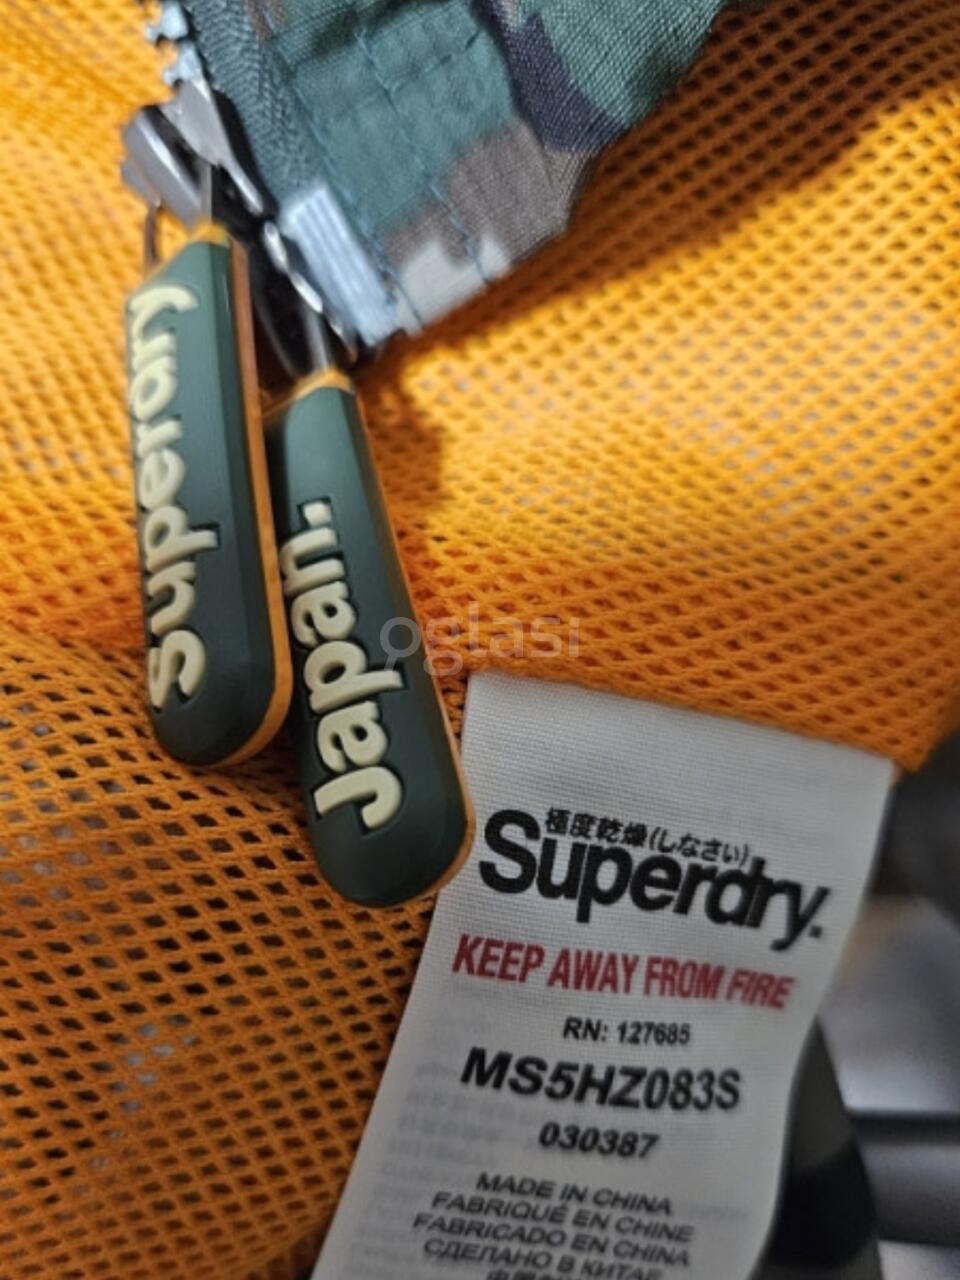 Superdry
Japan.
oglasi
極度乾燥(しなさい)
Superdry.
KEEP AWAY FROM FIRE
RN: 127685
MS5HZ083S
030387
MADE IN CHINA
FABRIQUÉ EN CHINE
FABRICADO EN CHINA
СДЕЛАНО В КИТАЕ